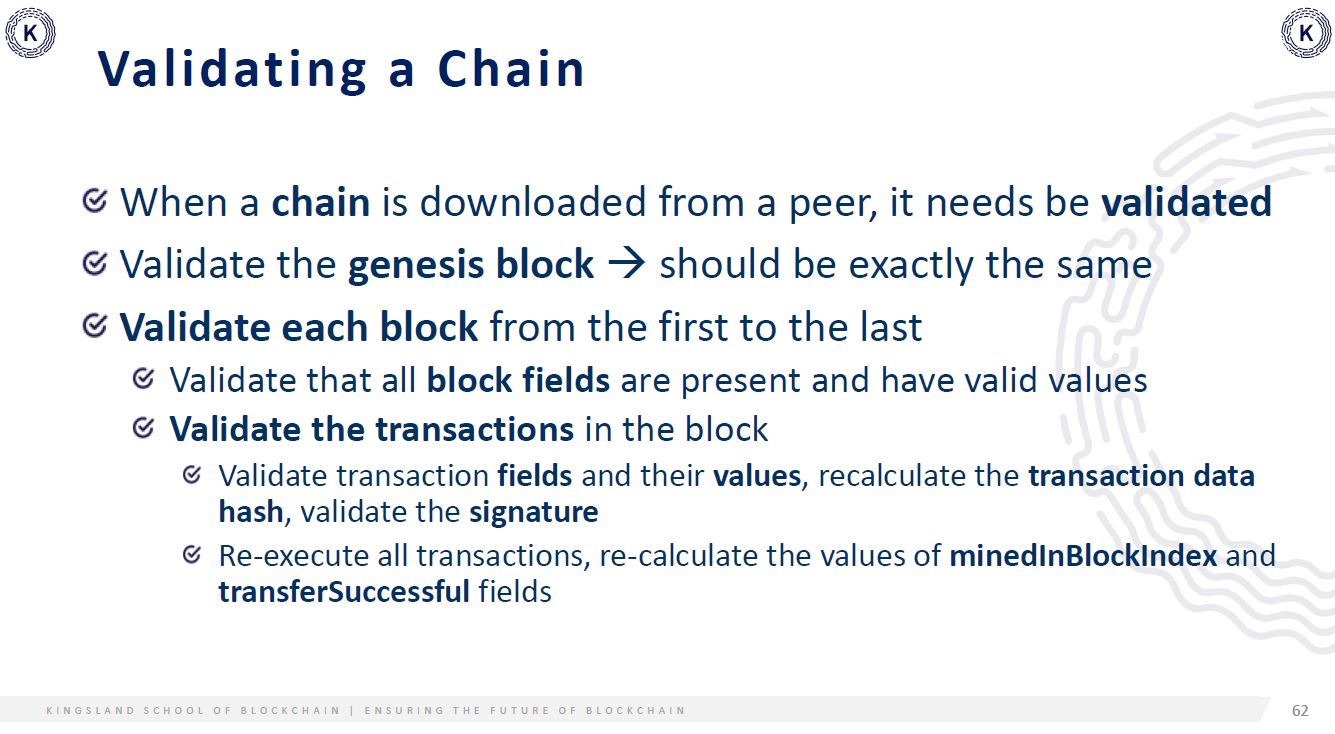 K
K
Validating a Chain
When a chain is downloaded from a peer, it needs be validated
Validate the genesis block → should be exactly the same
Validate each block from the first to the last
Validate that all block fields are present and have valid values
Validate the transactions in the block
Validate transaction fields and their values, recalculate the transaction data
hash, validate the signature
Re-execute all transactions, re-calculate the values of minedInBlockIndex and
transferSuccessful fields
KINGSLAND SCHOOL OF BLOCKCHAIN | ENSURING THE FUTURE OF BLOCKCHAIN
62